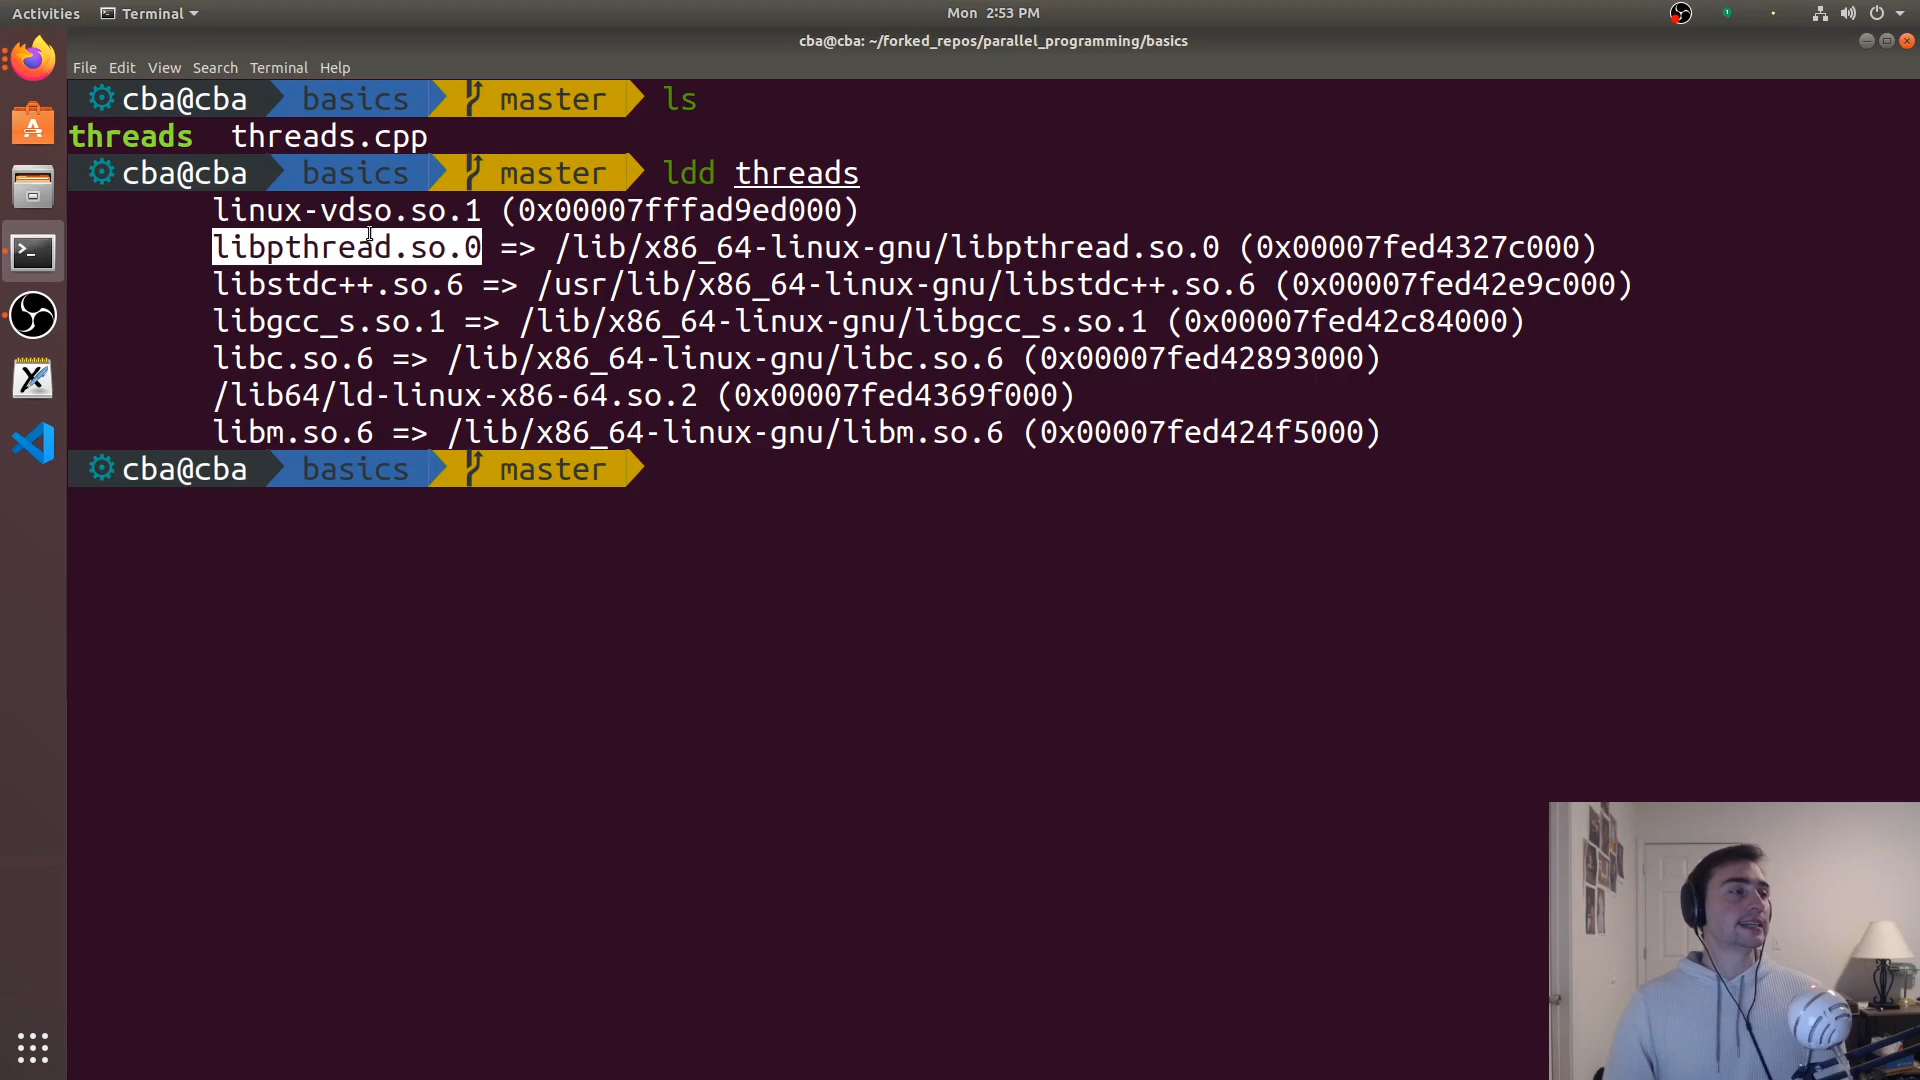 Activities Terminal Mon 2:53 PM
cba@cba: ~/forked_repos/parallel_programming/basics
File Edit View Search Terminal Help
cba@cba basics master ls
threads threads.cpp
cba@cba basics master ldd threads
linux-vdso.so.1 (0x00007fffad9ed000)
libpthread.so.0 => /lib/x86_64-linux-gnu/libpthread.so.0 (0x00007fed4327c000)
libstdc++.so.6 => /usr/lib/x86_64-linux-gnu/libstdc++.so.6 (0x00007fed42e9c000)
libgcc_s.so.1 => /lib/x86_64-linux-gnu/libgcc_s.so.1 (0x00007fed42c84000)
libc.so.6 => /lib/x86_64-linux-gnu/libc.so.6 (0x00007fed42893000)
/lib64/ld-linux-x86-64.so.2 (0x00007fed4369f000)
libm.so.6 => /lib/x86_64-linux-gnu/libm.so.6 (0x00007fed424f5000)
cba@cba basics master